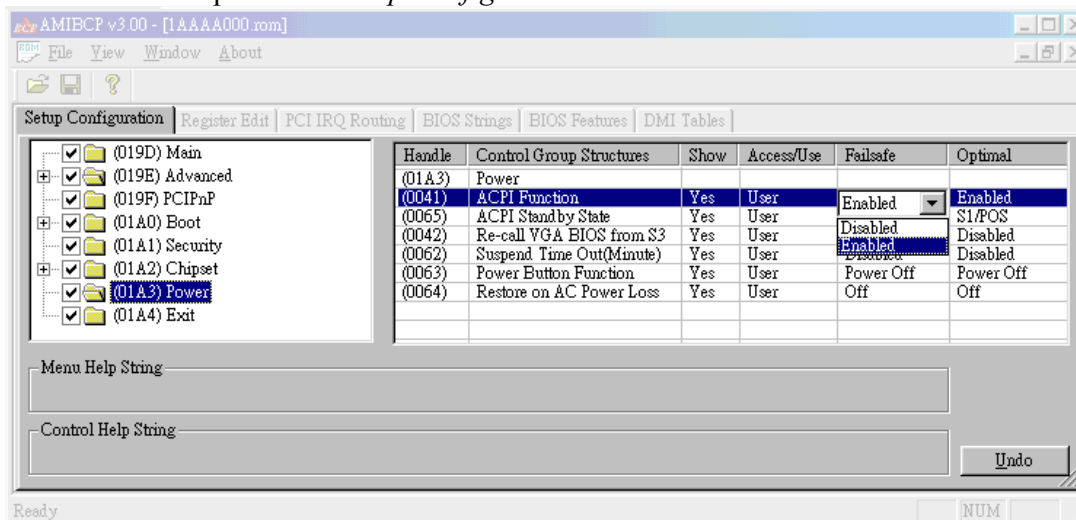 AMIBCP v3.00 - [1AAAA000.rom]
File View Window About
Setup Configuration Register Edit PCI IRQ Routing BIOS Strings BIOS Features DMI Tables
(019D) Main
(019E) Advanced
(019F) PCIPnP
(01A0) Boot
(01A1) Security
(01A2) Chipset
(01A3) Power
(01A4) Exit
Handle Control Group Structures Show Access/Use Failsafe Optimal
(01A3) Power
(0041) ACPI Function Yes User Enabled Enabled
(0065) ACPI Standby State Yes User Disabled S1/POS
(0042) Re-call VGA BIOS from S3 Yes User Enabled Disabled
(0062) Suspend Time Out(Minute) Yes User Disabled
(0063) Power Button Function Yes User Power Off Power Off
(0064) Restore on AC Power Loss Yes User Off Off
Menu Help String
Control Help String
Undo
Ready NUM